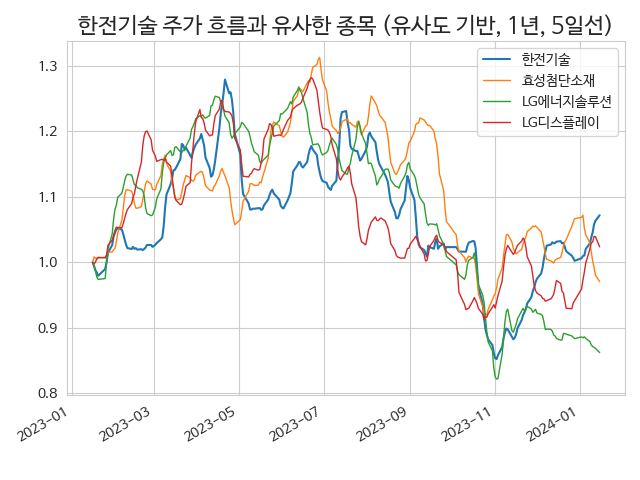 한전기술 주가 흐름과 유사한 종목 (유사도 기반, 1년, 5일선)
한전기술
효성첨단소재
LG에너지솔루션
LG디스플레이
1.3
1.2
1.1
1.0
0.9
0.8
2023-01
2023-03
2023-05
2023-07
2023-09
2023-11
2024-01